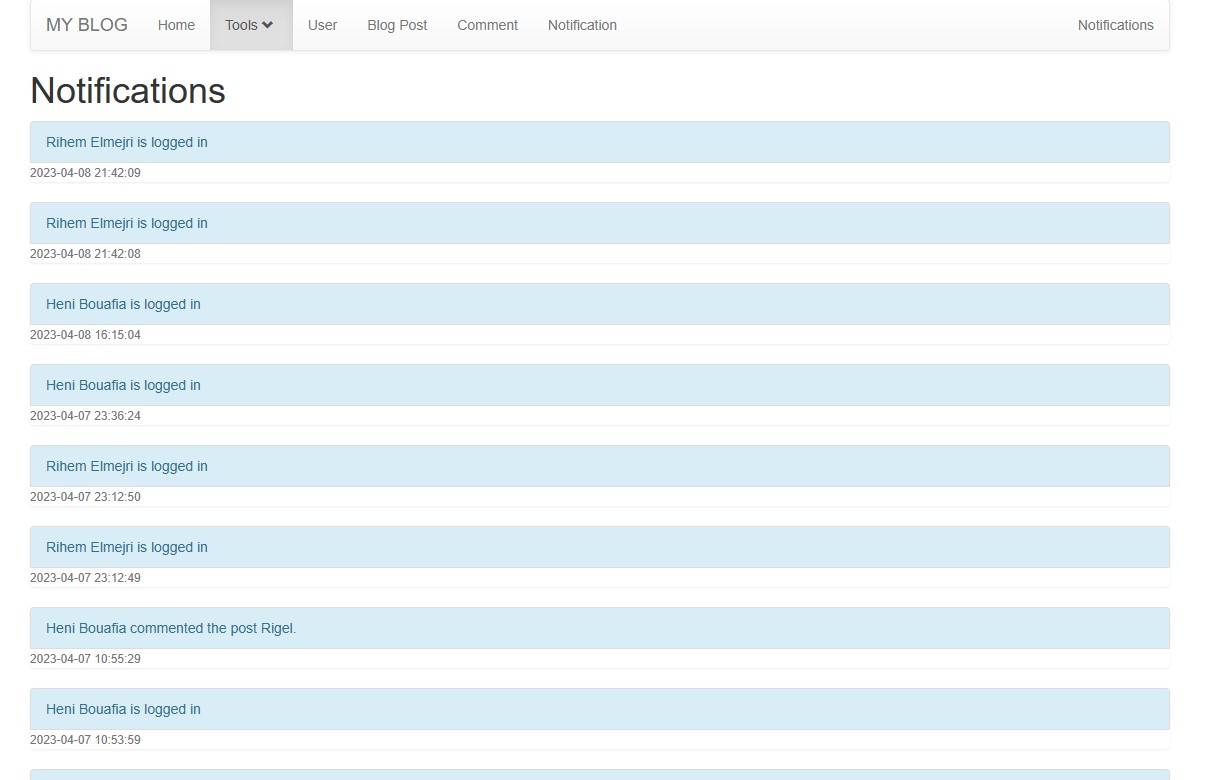 MY BLOG Home Tools User Blog Post Comment Notification Notifications
Notifications
Rihem Elmejri is logged in
2023-04-08 21:42:09
Rihem Elmejri is logged in
2023-04-08 21:42:08
Heni Bouafia is logged in
2023-04-08 16:15:04
Heni Bouafia is logged in
2023-04-07 23:36:24
Rihem Elmejri is logged in
2023-04-07 23:12:50
Rihem Elmejri is logged in
2023-04-07 23:12:49
Heni Bouafia commented the post Rigel.
2023-04-07 10:55:29
Heni Bouafia is logged in
2023-04-07 10:53:59